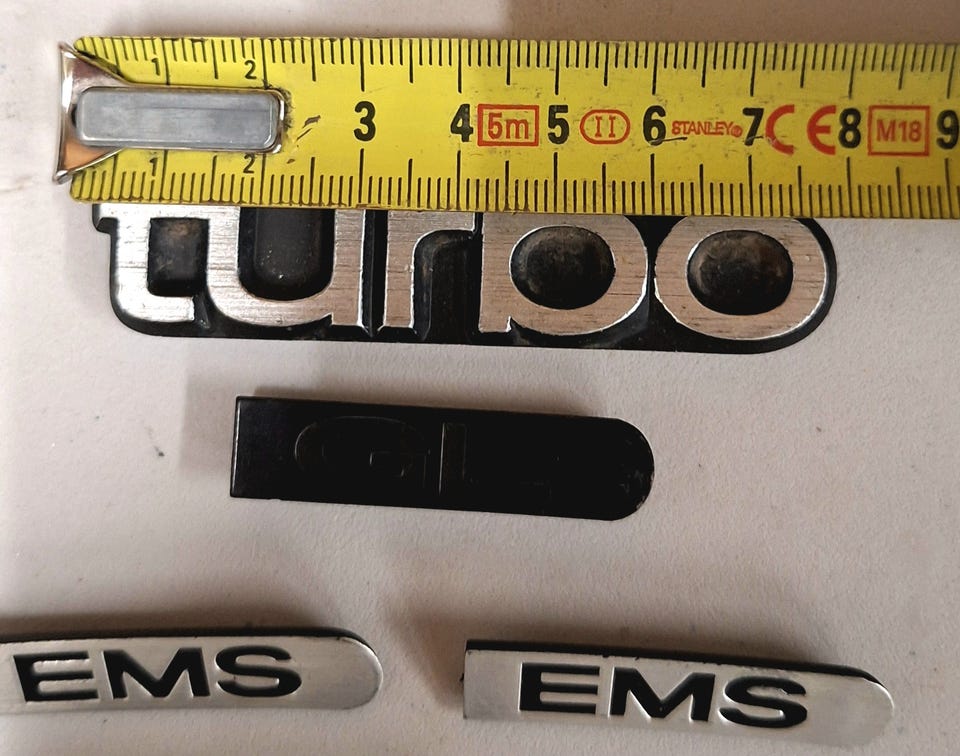 1 2
3 4 5m 5 II 6 STANLEY® 7 CE 8 M18 9
1 2
turbo
GL
EMS EMS